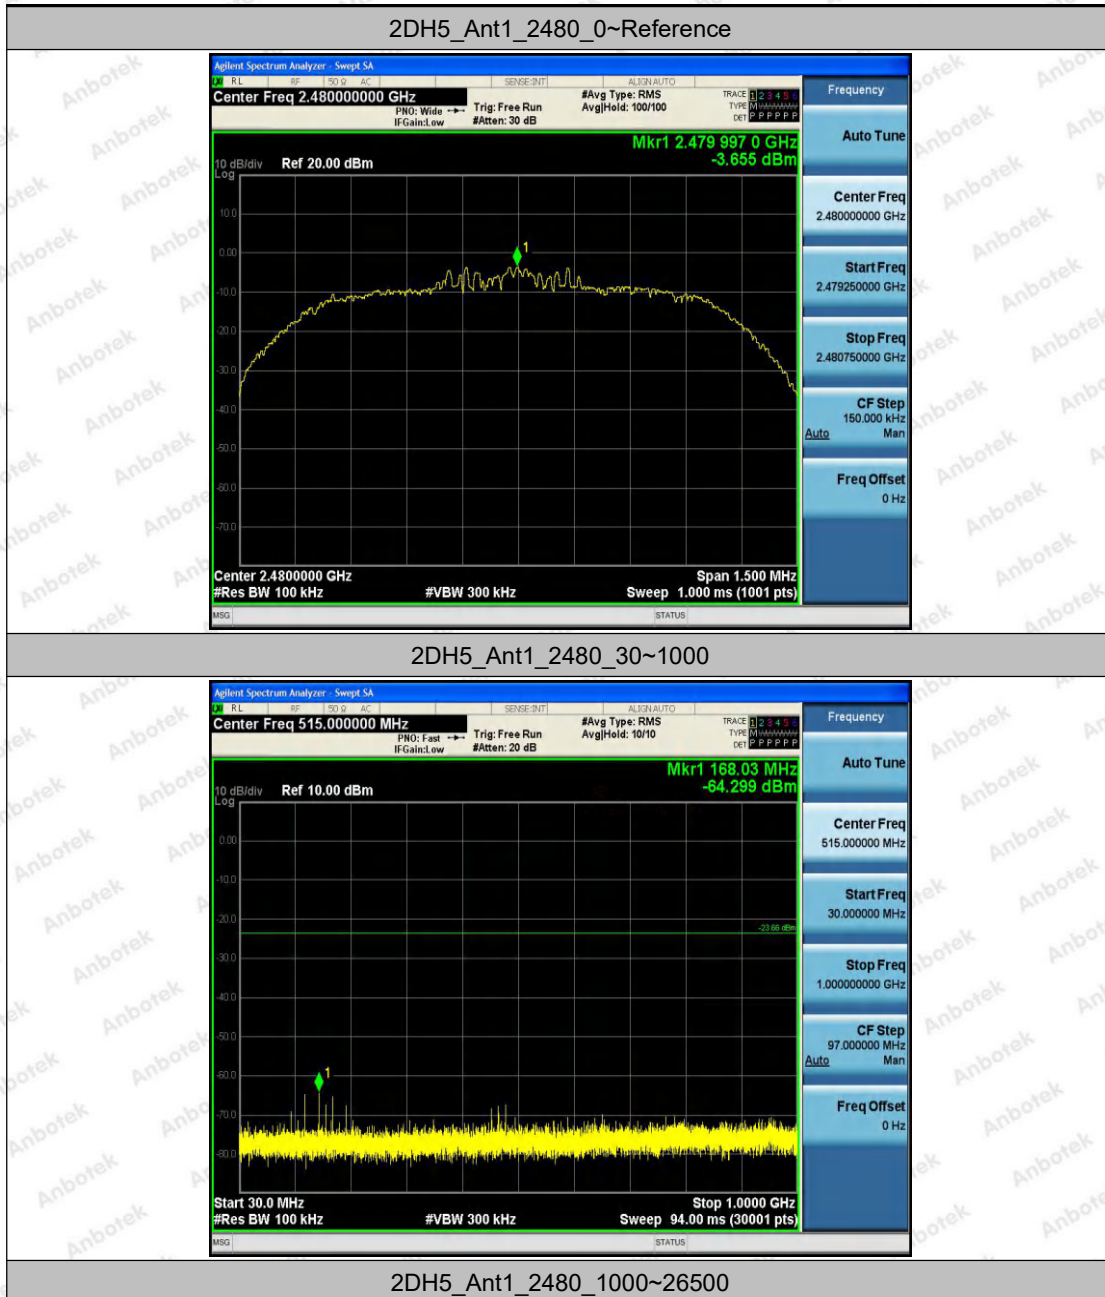 2DH5_Ant1_2480_0~Reference
Agilent Spectrum Analyzer - Swept SA
RL RF 50 Ω AC SENSE:INT ALIGN AUTO
Center Freq 2.480000000 GHz
PNO: Wide
IFGain:Low
Trig: Free Run
#Atten: 30 dB
#Avg Type: RMS
Avg|Hold: 100/100
TRACE 1 2 3 4 5 6
TYPE M
DET P P P P P P
Mkr1 2.479 997 0 GHz
-3.655 dBm
10 dB/div
Log
Ref 20.00 dBm
1
10.0
0.00
-10.0
-20.0
-30.0
-40.0
-50.0
-60.0
-70.0
Center 2.4800000 GHz
Span 1.500 MHz
#Res BW 100 kHz
#VBW 300 kHz
Sweep 1.000 ms (1001 pts)
MSG
STATUS
Frequency
Auto Tune
Center Freq
2.480000000 GHz
Start Freq
2.479250000 GHz
Stop Freq
2.480750000 GHz
CF Step
150.000 kHz
Auto Man
Freq Offset
0 Hz
2DH5_Ant1_2480_30~1000
Agilent Spectrum Analyzer - Swept SA
RL RF 50 Ω AC SENSE:INT ALIGN AUTO
Center Freq 515.000000 MHz
PNO: Fast
IFGain:Low
Trig: Free Run
#Atten: 20 dB
#Avg Type: RMS
Avg|Hold: 10/10
TRACE 1 2 3 4 5 6
TYPE M
DET P P P P P P
Mkr1 168.03 MHz
-64.299 dBm
10 dB/div
Log
Ref 10.00 dBm
0.00
-10.0
-20.0
-23.66 dBm
-30.0
-40.0
-50.0
-60.0
1
-70.0
-80.0
Start 30.0 MHz
Stop 1.0000 GHz
#Res BW 100 kHz
#VBW 300 kHz
Sweep 94.00 ms (30001 pts)
MSG
STATUS
Frequency
Auto Tune
Center Freq
515.000000 MHz
Start Freq
30.000000 MHz
Stop Freq
1.000000000 GHz
CF Step
97.000000 MHz
Auto Man
Freq Offset
0 Hz
2DH5_Ant1_2480_1000~26500
Anbotek